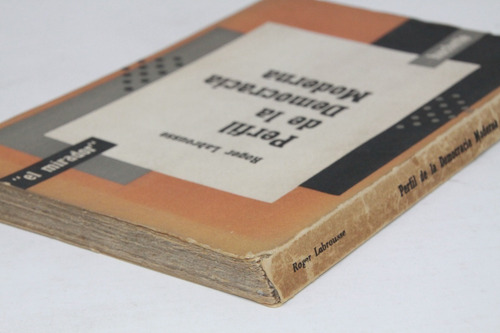 Roger Labrousse
Perfil
de la
Democracia
Moderna
"el mirador"
Roger Labrousse
Perfil de la Democracia Moderna